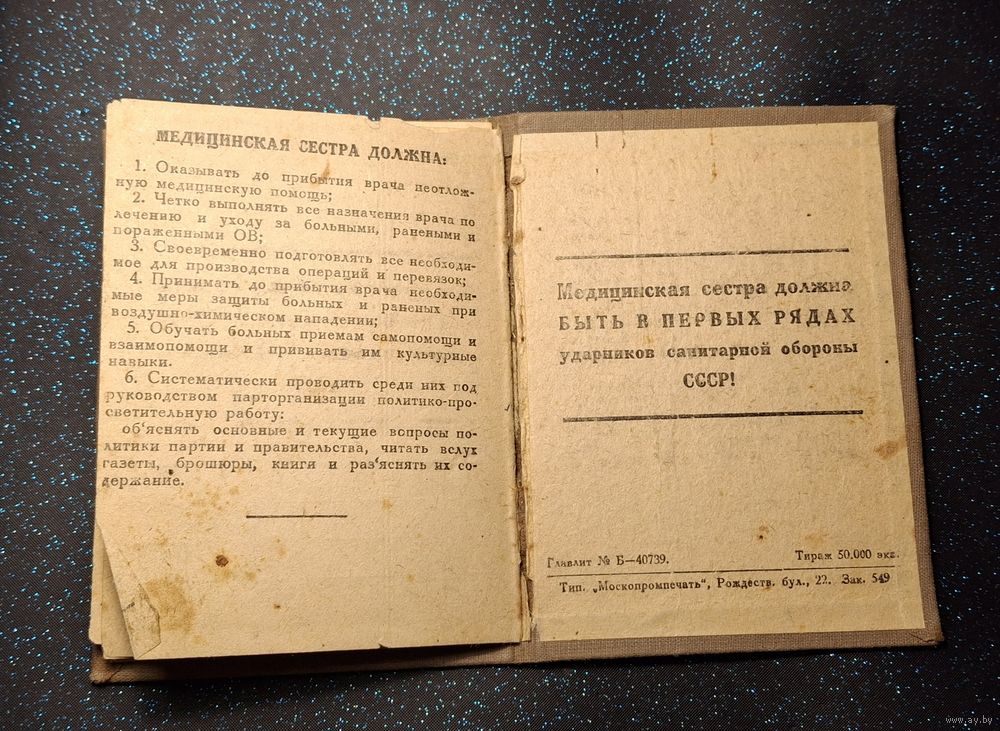 МЕДИЦИНСКАЯ СЕСТРА ДОЛЖНА:
1. Оказывать до прибытия врача неотлож-
ную медицинскую помощь;
2. Четко выполнять все назначения врача по
лечению и уходу за больными, ранеными и
пораженными ОВ;
3. Своевременно подготовлять все необходи-
мое для производства операций и перевязок;
4. Принимать до прибытия врача необходи-
мые меры защиты больных и раненых при
воздушно-химическом нападении;
5. Обучать больных приемам самопомощи и
взаимопомощи и прививать им культурные
навыки.
6. Систематически проводить среди них под
руководством парторганизации политико-про-
светительную работу:
об'яснять основные и текущие вопросы по-
литики партии и правительства, читать вслух
газеты, брошюры, книги и раз'яснять их со-
держание.
Медицинская сестра должна
БЫТЬ В ПЕРВЫХ РЯДАХ
ударников санитарной обороны
СССР!
Главлит № Б—40739. Тираж 50.000 экз.
Тип. „Москопромпечать", Рождеств. бул., 22. Зак. 549
www.ay.by